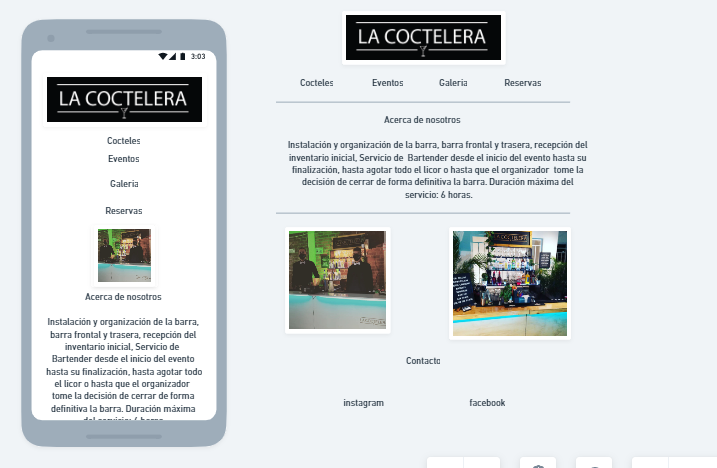 3:03
LA COCTELERA
Cocteles
Eventos
Galeria
Reservas
Acerca de nosotros
Instalación y organización de la barra,
barra frontal y trasera, recepción del
inventario inicial, Servicio de
Bartender desde el inicio del evento
hasta su finalización, hasta agotar todo
el licor o hasta que el organizador
tome la decisión de cerrar de forma
definitiva la barra. Duración máxima
del servicio: 6 horas.
LA COCTELERA
Cocteles Eventos Galeria Reservas
Acerca de nosotros
Instalación y organización de la barra, barra frontal y trasera, recepción del
inventario inicial, Servicio de Bartender desde el inicio del evento hasta su
finalización, hasta agotar todo el licor o hasta que el organizador tome la
decisión de cerrar de forma definitiva la barra. Duración máxima del
servicio: 6 horas.
Contacto
instagram facebook